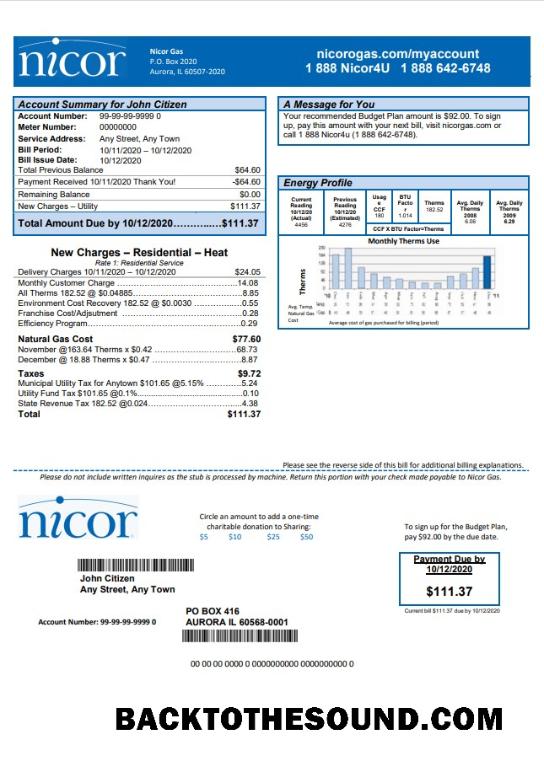 nicor
Nicor Gas
P.O. Box 2020
Aurora, IL 60507-2020
nicorogas.com/myaccount
1 888 Nicor4U 1 888 642-6748
Account Summary for John Citizen
Account Number: 99-99-99-9999 0
Meter Number: 00000000
Service Address: Any Street, Any Town
Bill Period: 10/11/2020 – 10/12/2020
Bill Issue Date: 10/12/2020
Total Previous Balance $64.60
Payment Received 10/11/2020 Thank You! -$64.60
Remaining Balance $0.00
New Charges – Utility $111.37
Total Amount Due by 10/12/2020..............$111.37
A Message for You
Your recommended Budget Plan amount is $92.00. To sign
up, pay this amount with your next bill, visit nicorgas.com or
call 1 888 Nicor4u (1 888 642-6748).
Energy Profile
Current Reading 10/12/20 (Actual) 4456
Previous Reading 10/12/20 (Estimated) 4276
Usag e CCF 180
BTU Facto r 1.014
Therms 182.52
Avg. Daily Therms 2008 6.06
Avg. Daily Therms 2009 6.29
CCF X BTU Factor=Therms
Monthly Therms Use
Therms
'10 '11
Avg. Temp
Natural Gas
Cost
Average cost of gas purchased for billing (period)
New Charges – Residential – Heat
Rate 1: Residential Service
Delivery Charges 10/11/2020 – 10/12/2020 $24.05
Monthly Customer Charge 14.08
All Therms 182.52 @ $0.04885 8.85
Environment Cost Recovery 182.52 @ $0.0030 0.55
Franchise Cost/Adjustment 0.28
Efficiency Program 0.29
Natural Gas Cost $77.60
November @163.64 Therms x $0.42 68.73
December @ 18.88 Therms x $0.47 8.87
Taxes $9.72
Municipal Utility Tax for Anytown $101.65 @5.15% 5.24
Utility Fund Tax $101.65 @0.1% 0.10
State Revenue Tax 182.52 @0.024 4.38
Total $111.37
Please see the reverse side of this bill for additional billing explanations.
Please do not include written inquires as the stub is processed by machine. Return this portion with your check made payable to Nicor Gas.
nicor
Circle an amount to add a one-time
charitable donation to Sharing:
$5 $10 $25 $50
To sign up for the Budget Plan,
pay $92.00 by the due date.
Payment Due by
10/12/2020
$111.37
Current bill $111.37 due by 10/12/2020
John Citizen
Any Street, Any Town
PO BOX 416
Account Number: 99-99-99-9999 0 AURORA IL 60568-0001
00 00 00 0000 0 0000000000 0000000000 0
BACKTOTHESOUND.COM